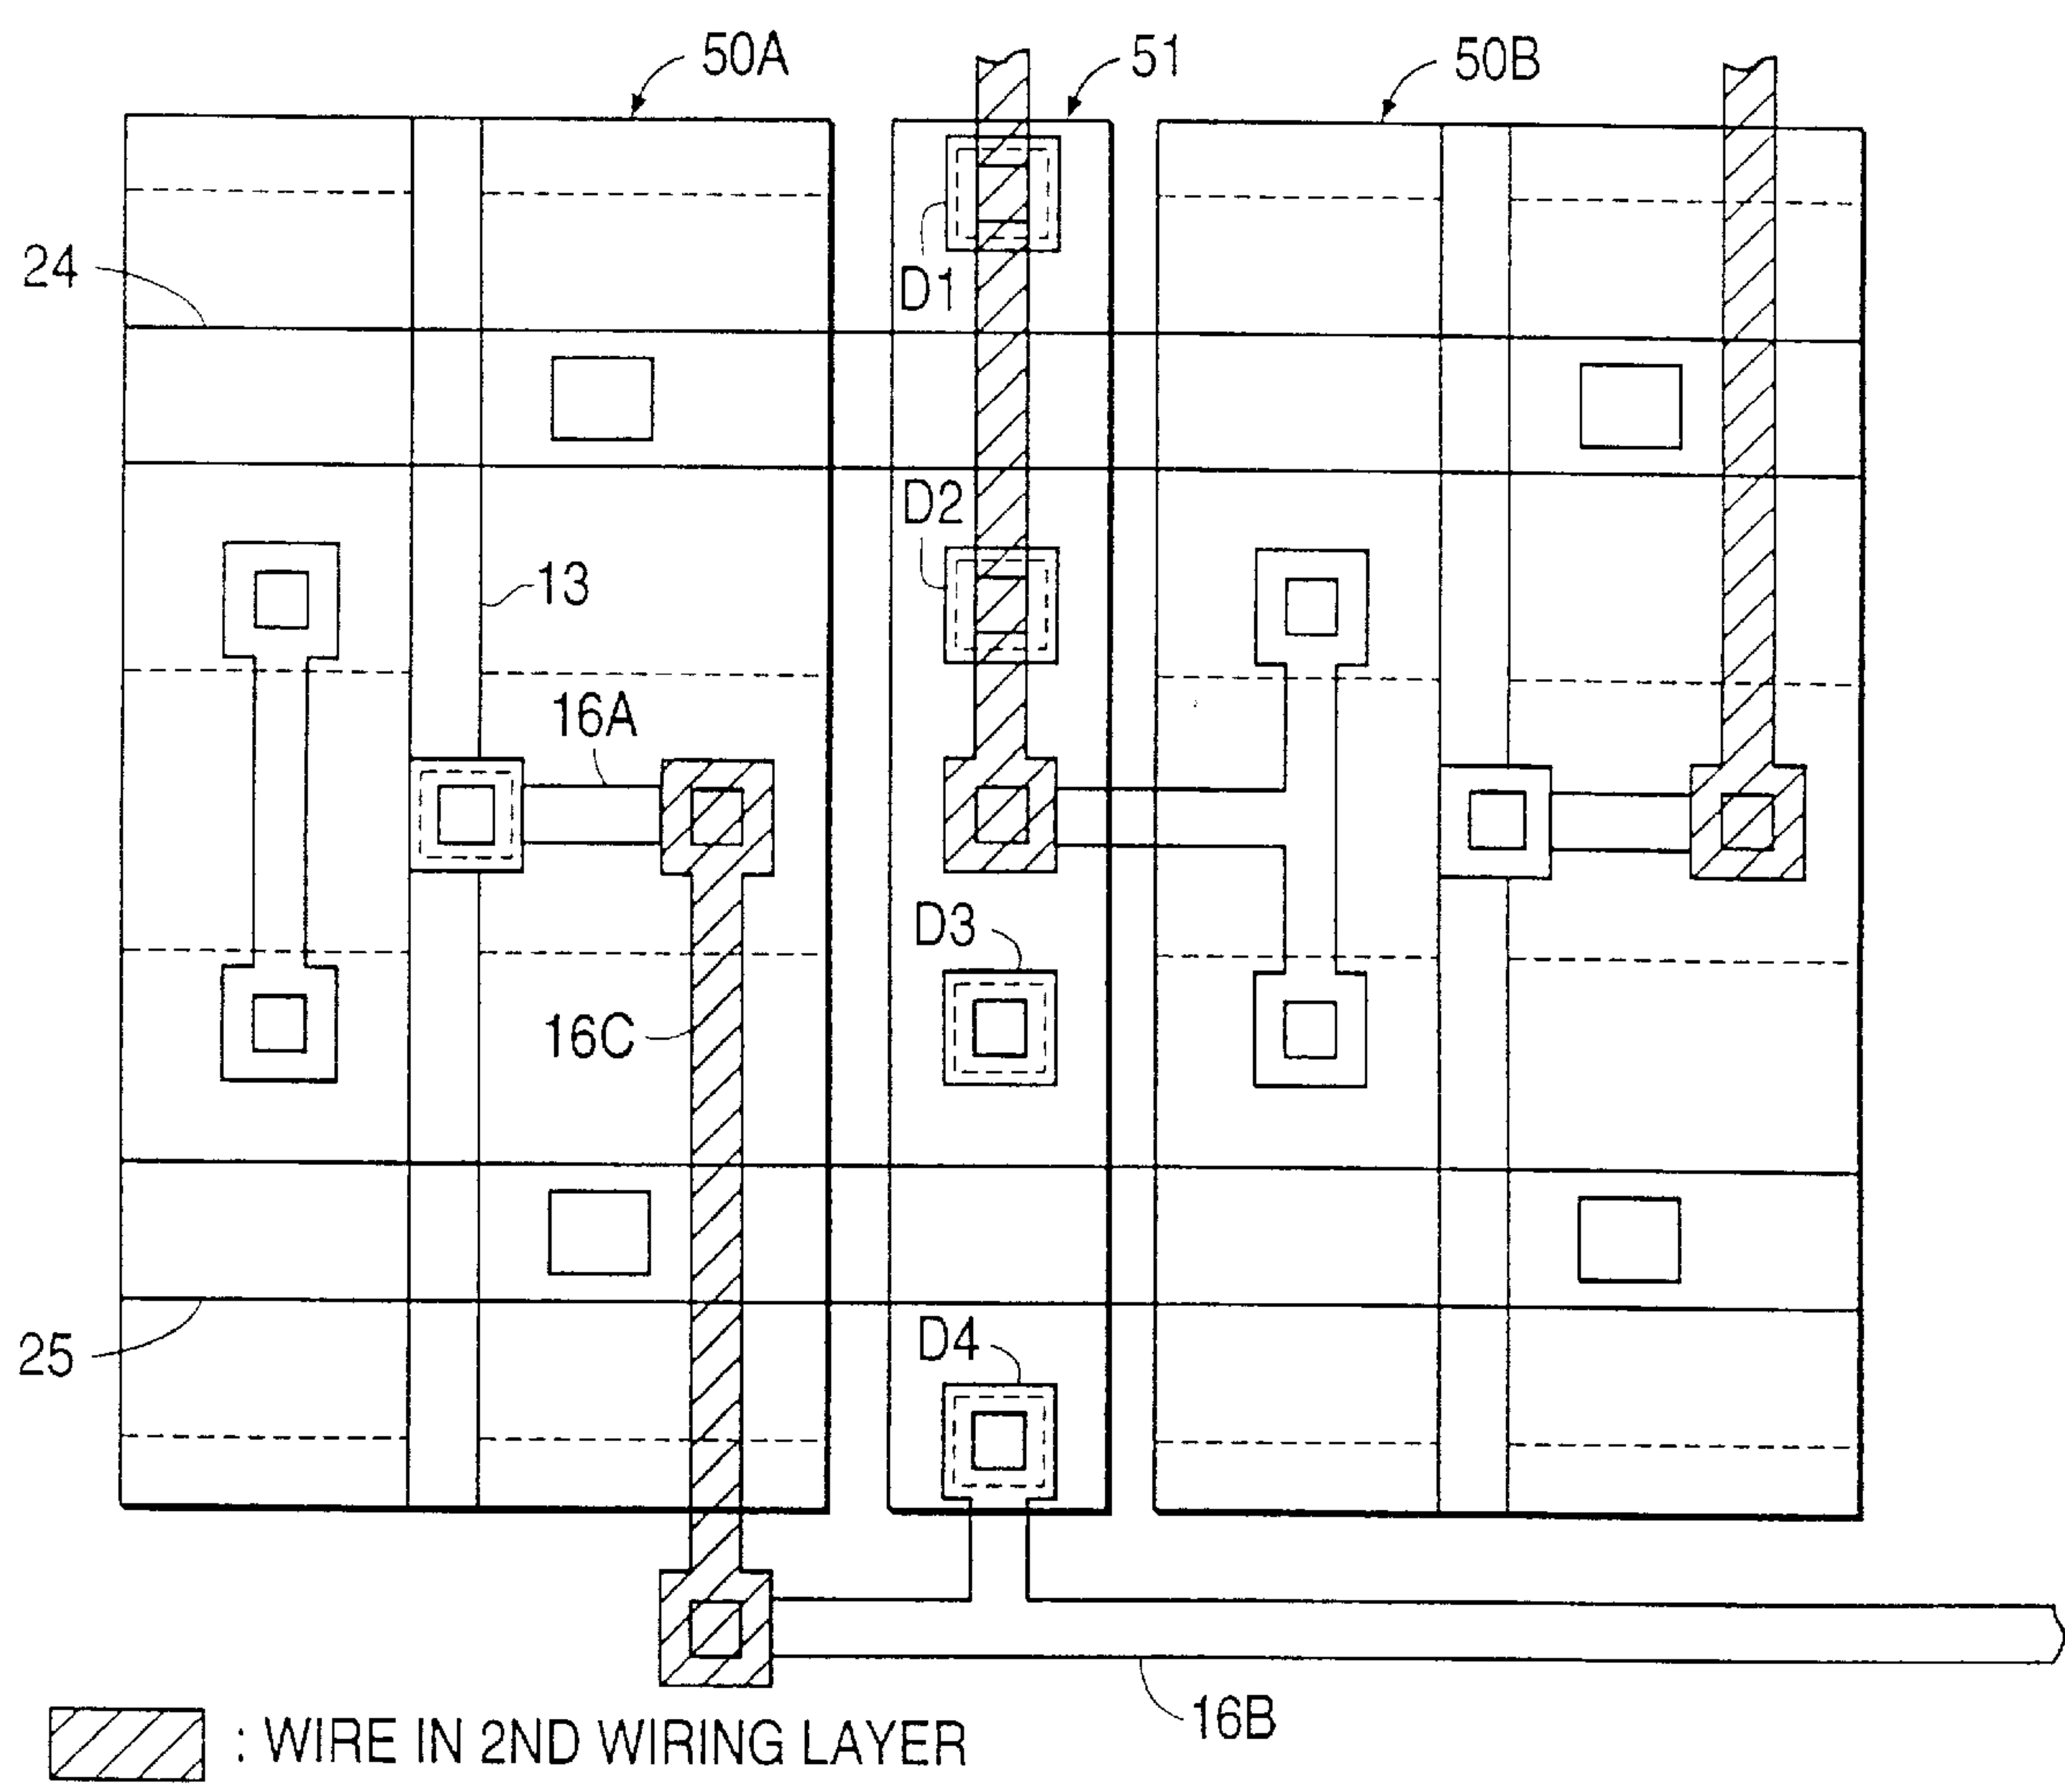 50A
51
50B
24
D1
D2
13
16A
D3
16C
25
D4
16B
: WIRE IN 2ND WIRING LAYER